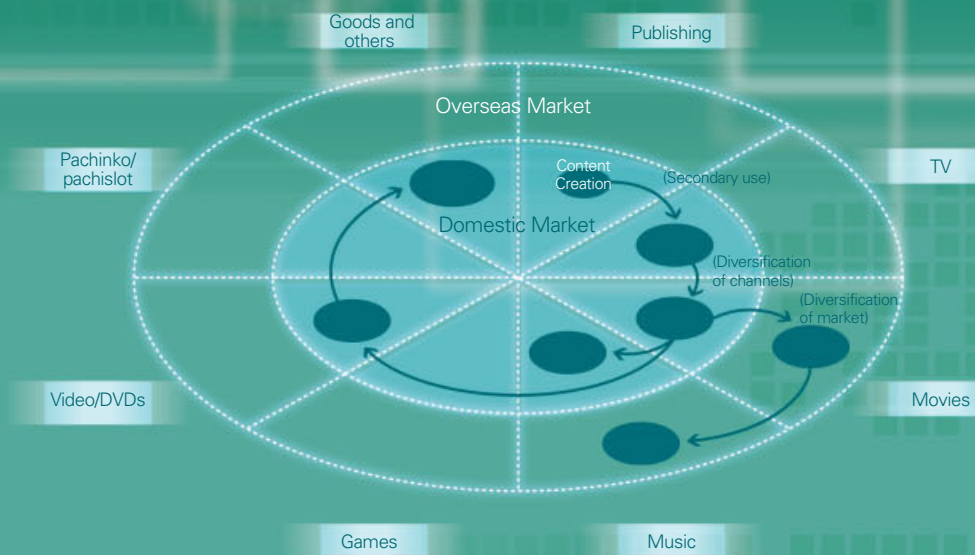 Goods and
others
Publishing
Overseas Market
Pachinko/
pachislot
Content
Creation
(Secondary use)
TV
Domestic Market
(Diversification
of channels)
(Diversification
of market)
Video/DVDs
Movies
Games
Music